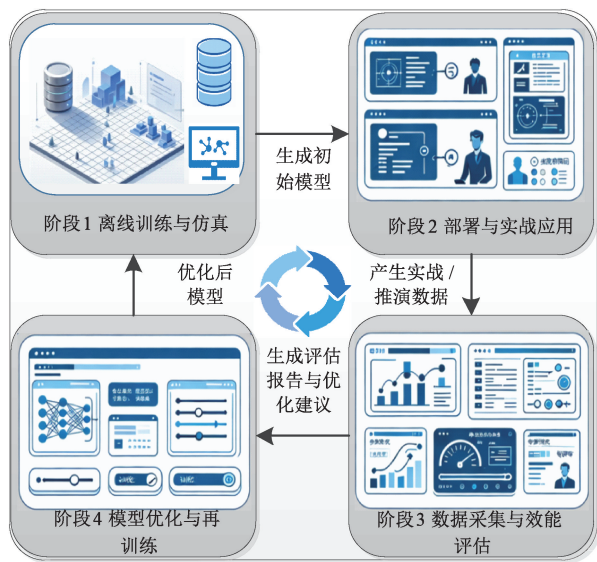 阶段1 离线训练与仿真
生成初
始模型
阶段2 部署与实战应用
优化后
模型
产生实战 /
推演数据
生成评估
报告与优
化建议
阶段4 模型优化与再
训练
阶段3 数据采集与效能
评估